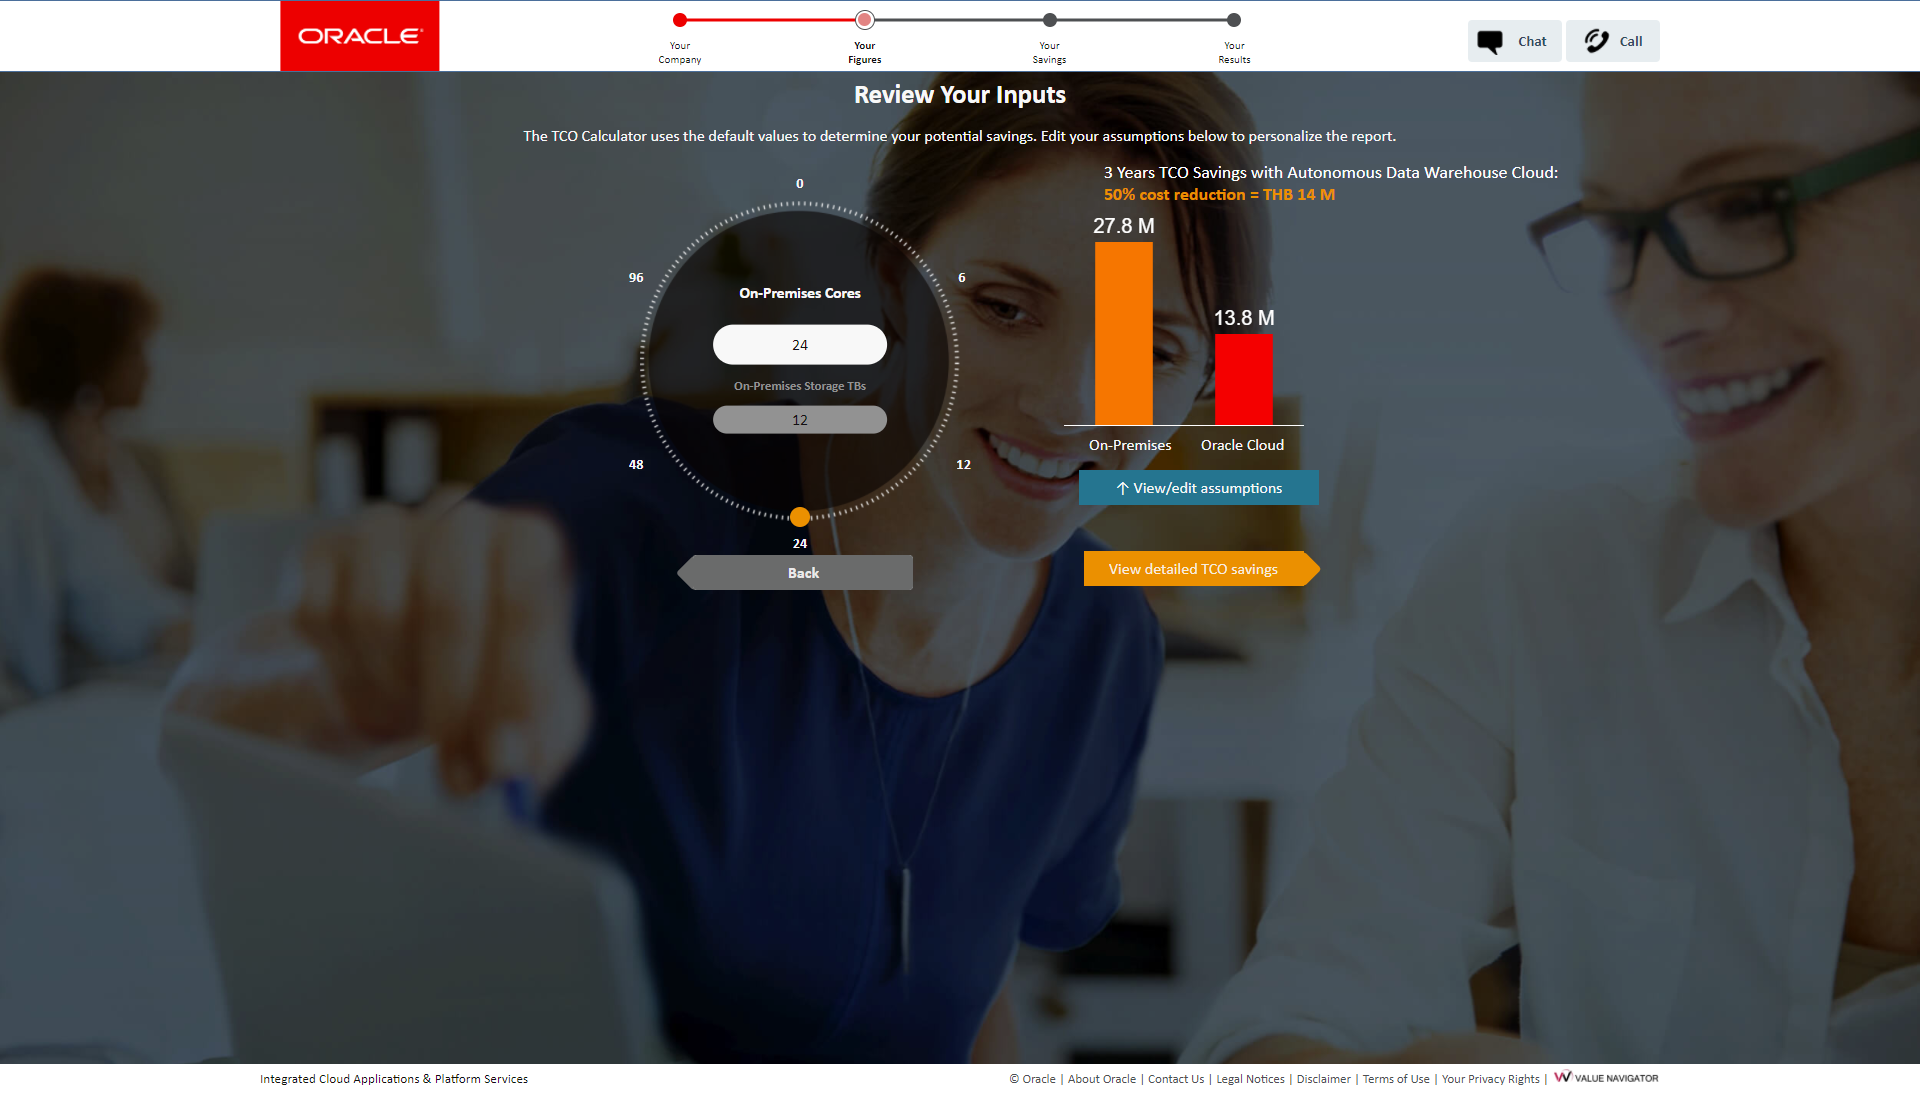 ORACLE
Your
Company
Your
Figures
Your
Savings
Your
Results
Chat
Call
Review Your Inputs
The TCO Calculator uses the default values to determine your potential savings. Edit your assumptions below to personalize the report.
0
6
12
24
48
96
On-Premises Cores
24
On-Premises Storage TBs
12
Back
3 Years TCO Savings with Autonomous Data Warehouse Cloud:
50% cost reduction = THB 14 M
27.8 M
13.8 M
On-Premises
Oracle Cloud
↑ View/edit assumptions
View detailed TCO savings
Integrated Cloud Applications & Platform Services
© Oracle | About Oracle | Contact Us | Legal Notices | Disclaimer | Terms of Use | Your Privacy Rights | VALUE NAVIGATOR